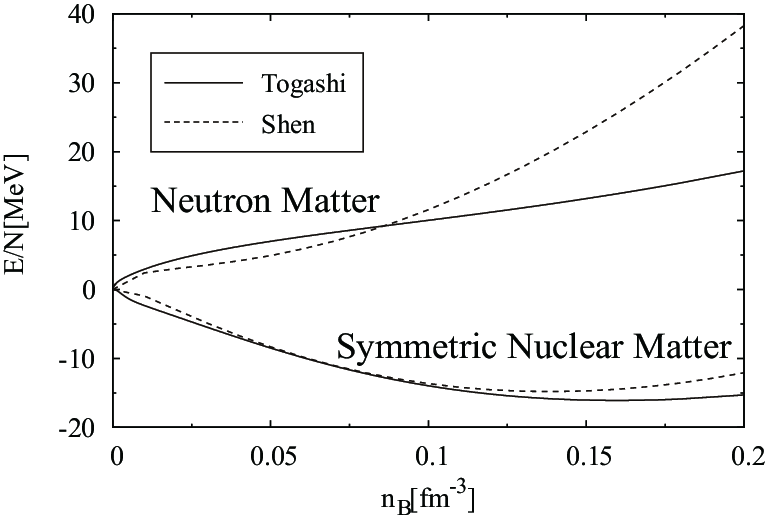 40
30
20
10
0
-10
-20
E/N[MeV]
Togashi
Shen
Neutron Matter
Symmetric Nuclear Matter
0 0.05 0.1 0.15 0.2
n_B[fm^-3]